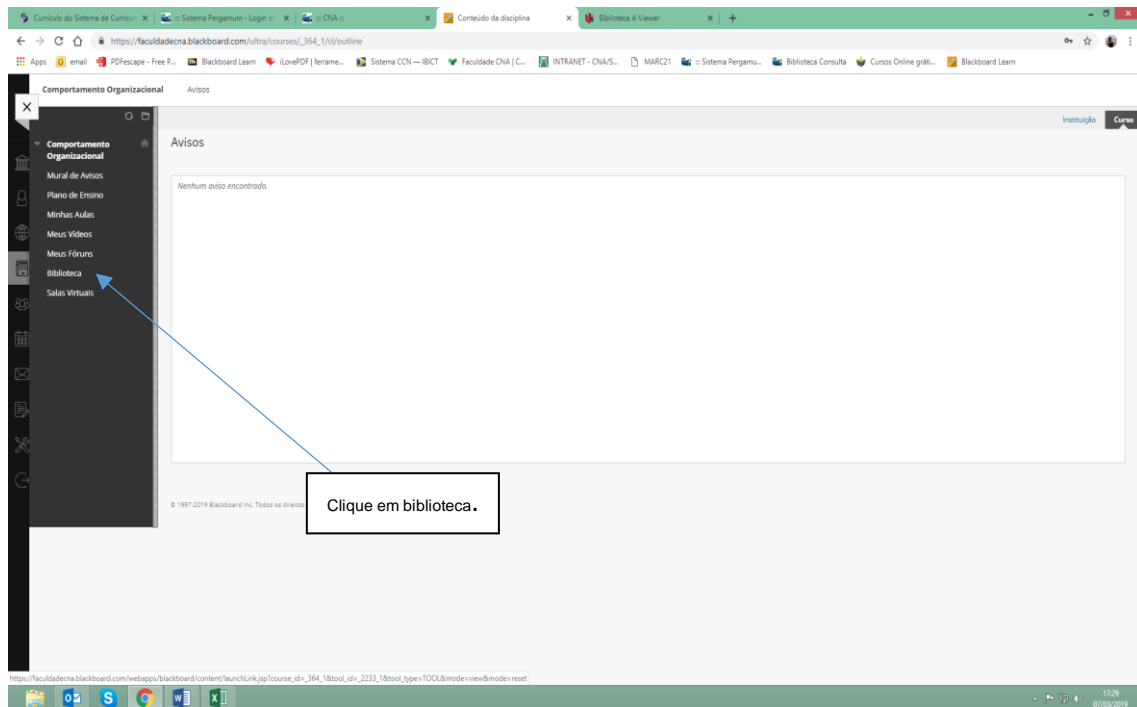 Currículo do Sistema de Currícul
:: Sistema Pergamum - Login ::
:: CNA ::
Conteúdo da disciplina
Biblioteca A Viewer
https://faculdadecna.blackboard.com/ultra/courses/_364_1/cl/outline
Apps
email
PDFescape - Free P...
Blackboard Learn
iLovePDF | ferrame...
Sistema CCN — IBICT
Faculdade CNA | C...
INTRANET - CNA/S...
MARC21
:: Sistema Pergamu...
Biblioteca Consulta
Cursos Online gráti...
Blackboard Learn
Comportamento Organizacional
Avisos
Instituição
Curso
Comportamento
Organizacional
Mural de Avisos
Plano de Ensino
Minhas Aulas
Meus Vídeos
Meus Fóruns
Biblioteca
Salas Virtuais
Avisos
Nenhum aviso encontrado.
© 1997-2019 Blackboard Inc. Todos os direitos
Clique em biblioteca.
https://faculdadecna.blackboard.com/webapps/blackboard/content/launchLink.jsp?course_id=_364_1&tool_id=_2233_1&tool_type=TOOL&mode=view&mode=reset
17:29
07/03/2019